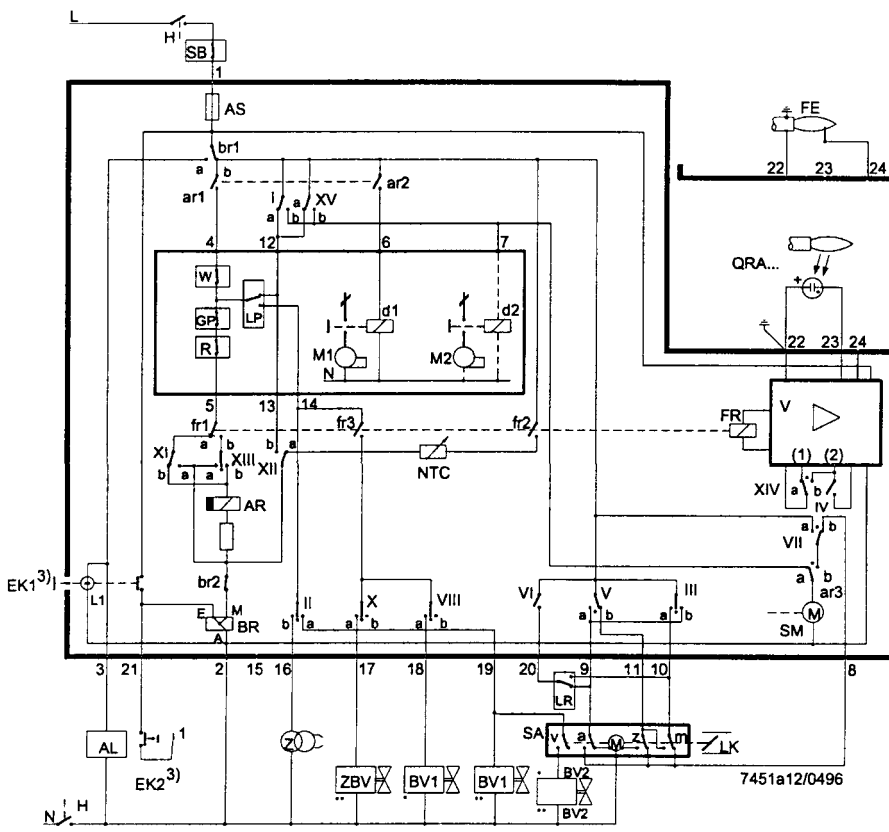 L
H
SB
1
AS
FE
22 23 24
br1
a b
ar1
ar2
I a XV
a b b
4 12 6 7
QRA...
+
W
GP
R
LP
d1
d2
M1
M2
N
22 23 24
V
5 13 14
fr1
fr3
fr2
FR
a b
XI
XIII
b a a b
b a
XII
NTC
(1) (2)
XIV
a b
IV
AR
a b
VII
EK1 3)
L1
br2
E M
BR
A
II
b a
X
a b
VIII
a b
VI
V
a b
III
a b
a b
ar3
M
SM
3 21 2 15 16 17 18 19 20 9 11 10 8
LR
SA
v a M z m
LK
AL
1
EK2 3)
Z
ZBV
BV1
BV1
BV2
BV2
7451a12/0496
N H